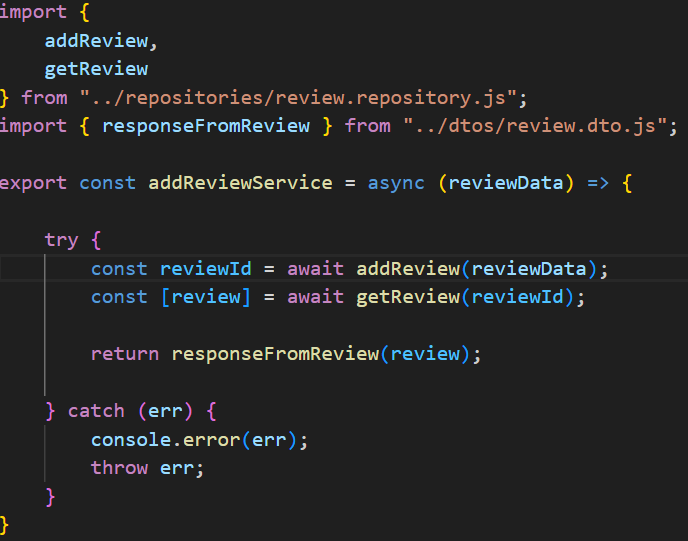 import {
    addReview,
    getReview
} from "../repositories/review.repository.js";
import { responseFromReview } from "../dtos/review.dto.js";
export const addReviewService = async (reviewData) => {
    try {
        const reviewId = await addReview(reviewData);
        const [review] = await getReview(reviewId);
        return responseFromReview(review);
    } catch (err) {
        console.error(err);
        throw err;
    }
}